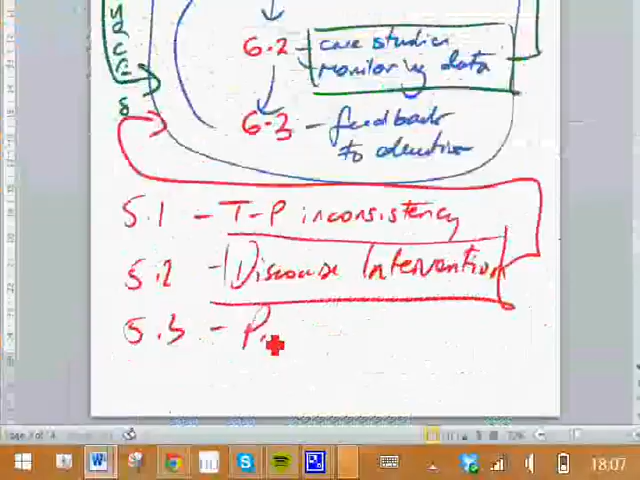 6.2 - case studies
monitoring data
6.3 - feedback
to
5.1 - T-P inconsistency
5.2 - Discourse Intervention
5.3 - P
18:07